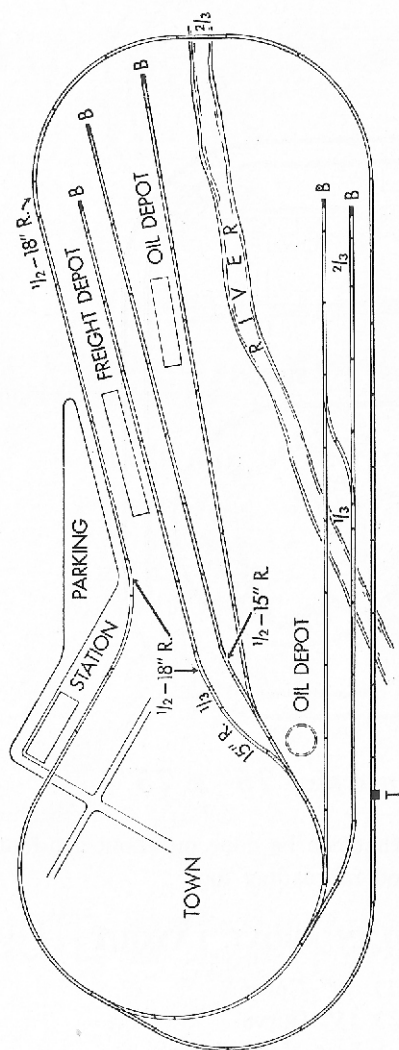 ½-18" R.
PARKING
STATION
FREIGHT DEPOT
B
B
OIL DEPOT
B
½-18" R.
⅓
15" R.
½-15" R.
TOWN
⅔
RIVER
OIL DEPOT
B
⅓
⅔
B
T